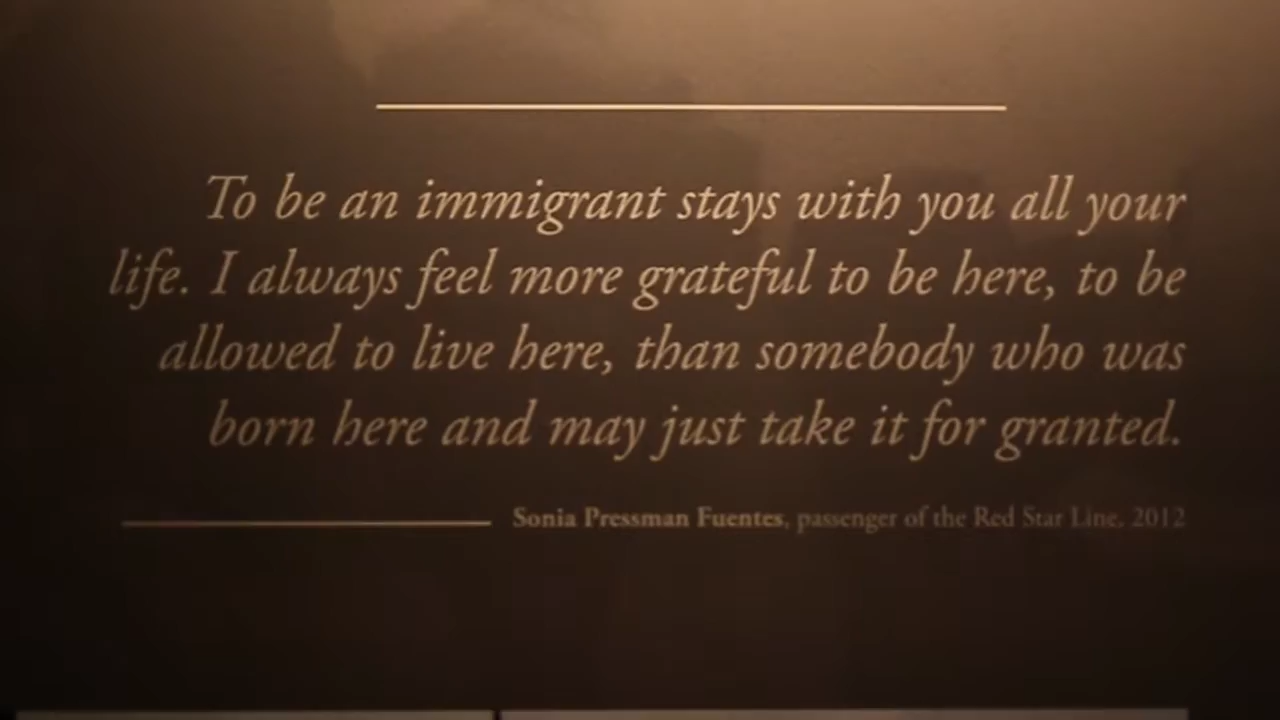 To be an immigrant stays with you all your
life. I always feel more grateful to be here, to be
allowed to live here, than somebody who was
born here and may just take it for granted.
Sonia Pressman Fuentes, passenger of the Red Star Line, 2012